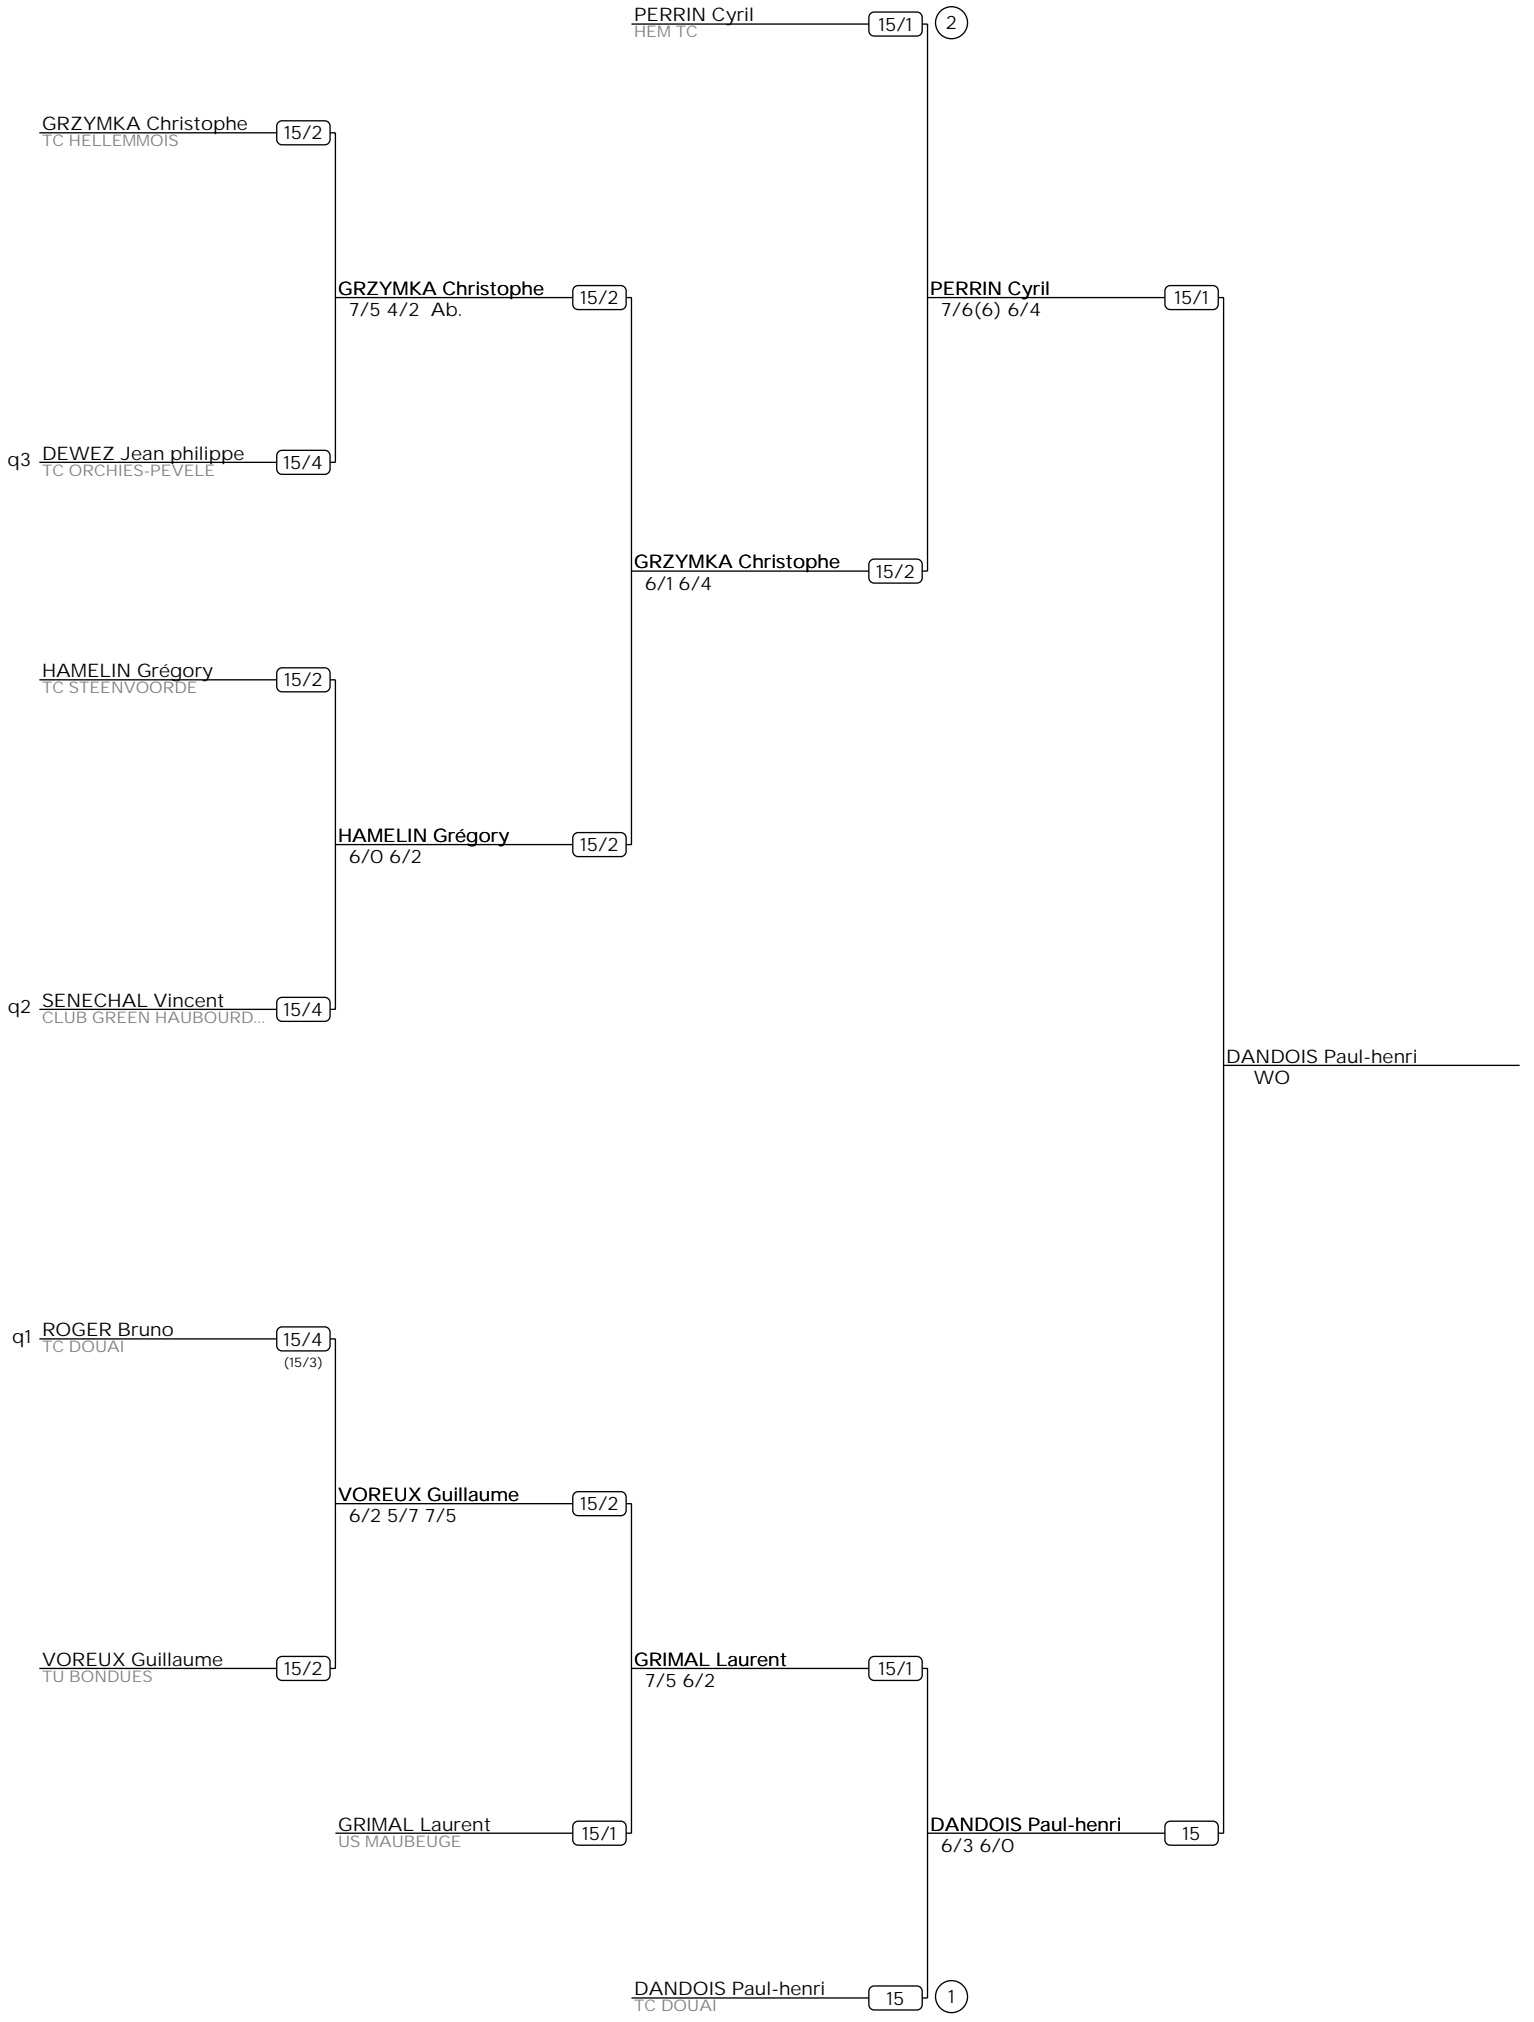 PERRIN Cyril
HEM TC
15/1
2
GRZYMKA Christophe
TC HELLEMMOIS
15/2
GRZYMKA Christophe
7/5 4/2 Ab.
15/2
PERRIN Cyril
7/6(6) 6/4
15/1
q3
DEWEZ Jean philippe
TC ORCHIES-PEVELE
15/4
GRZYMKA Christophe
6/1 6/4
15/2
HAMELIN Grégory
TC STEENVOORDE
15/2
HAMELIN Grégory
6/0 6/2
15/2
q2
SENECHAL Vincent
CLUB GREEN HAUBOURD...
15/4
DANDOIS Paul-henri
WO
q1
ROGER Bruno
TC DOUAI
15/4
(15/3)
VOREUX Guillaume
6/2 5/7 7/5
15/2
VOREUX Guillaume
TU BONDUES
15/2
GRIMAL Laurent
7/5 6/2
15/1
GRIMAL Laurent
US MAUBEUGE
15/1
DANDOIS Paul-henri
6/3 6/0
15
DANDOIS Paul-henri
TC DOUAI
15
1